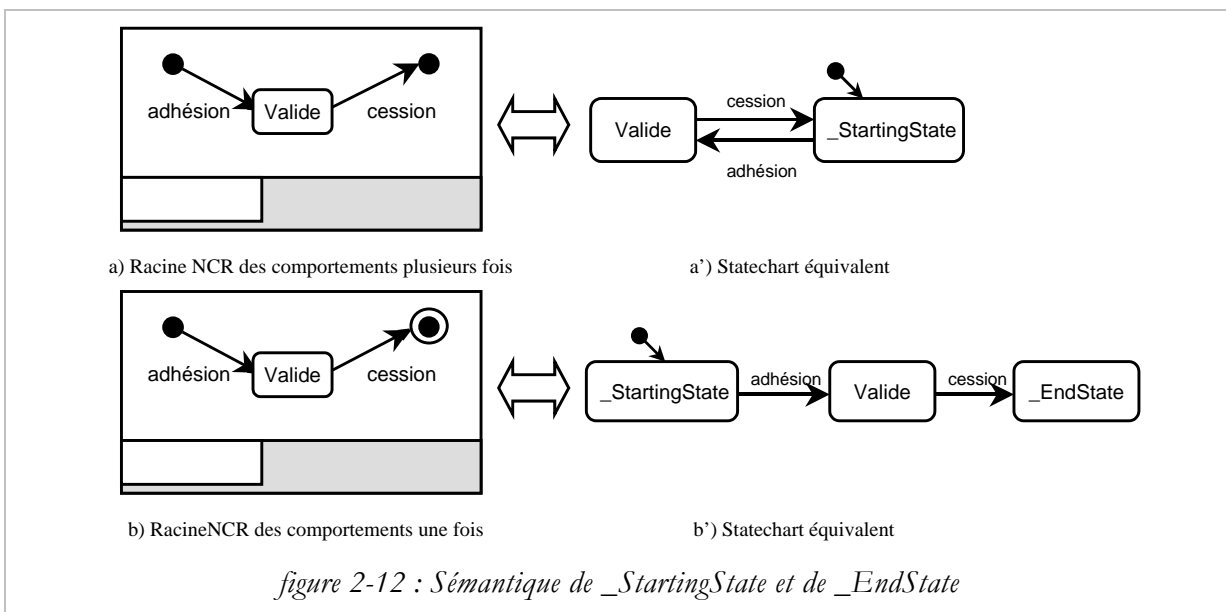 adhésion
Valide
cession
Valide
cession
adhésion
_StartingState
a) Racine NCR des comportements plusieurs fois
a') Statechart équivalent
adhésion
Valide
cession
_StartingState
adhésion
Valide
cession
_EndState
b) RacineNCR des comportements une fois
b') Statechart équivalent
figure 2-12 : Sémantique de _StartingState et de _EndState